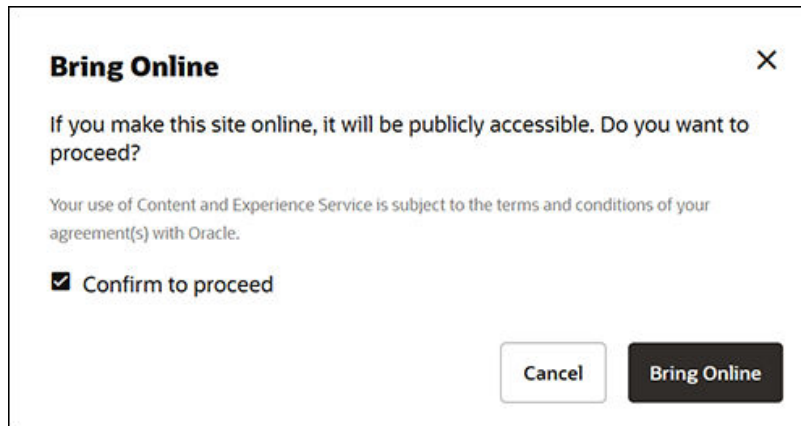 Bring Online
If you make this site online, it will be publicly accessible. Do you want to
proceed?
Your use of Content and Experience Service is subject to the terms and conditions of your
agreement(s) with Oracle.
Confirm to proceed
Cancel
Bring Online